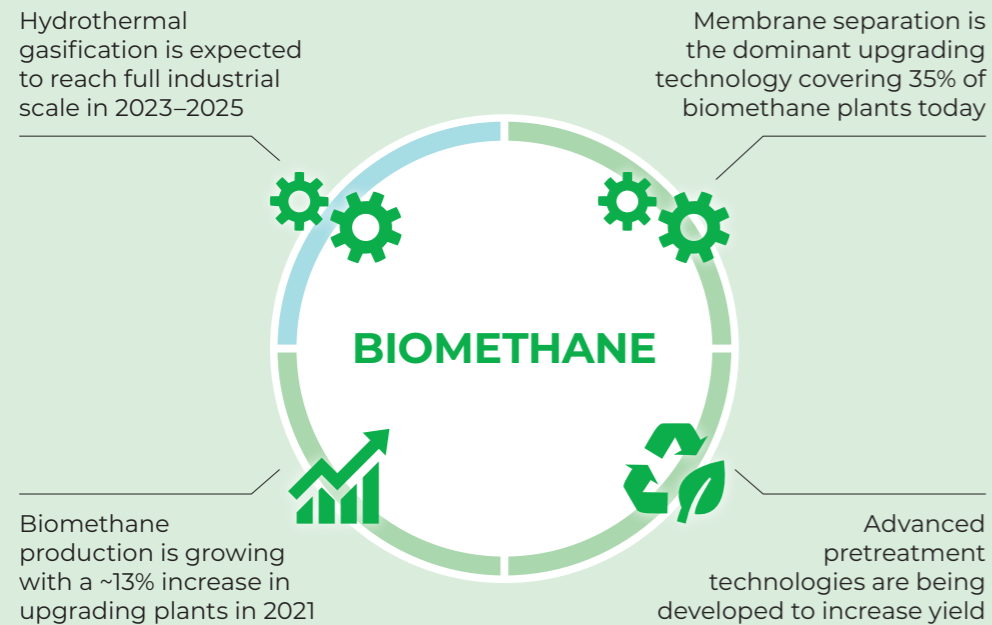 Hydrothermal
gasification is expected
to reach full industrial
scale in 2023–2025
Membrane separation is
the dominant upgrading
technology covering 35% of
biomethane plants today
BIOMETHANE
Biomethane
production is growing
with a ~13% increase in
upgrading plants in 2021
Advanced
pretreatment
technologies are being
developed to increase yield